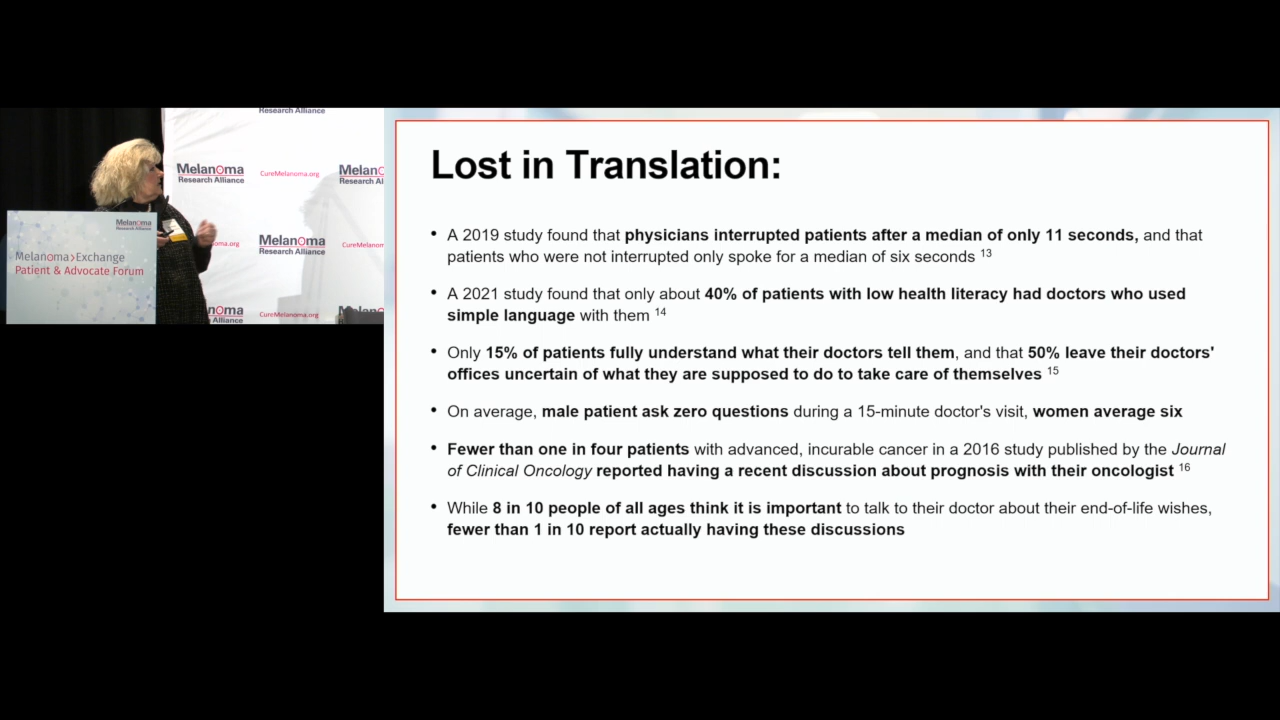 Research Alliance
Melanoma
Research Alliance
CureMelanoma.org
Melan
Research Al
Melanoma
Research Alliance
Melanoma>Exchange
Patient & Advocate Forum
oma.org
Melanoma
Research Alliance
CureMelanom
noma
Alliance
CureMelanoma.org
Lost in Translation:
• A 2019 study found that physicians interrupted patients after a median of only 11 seconds, and that
patients who were not interrupted only spoke for a median of six seconds 13
• A 2021 study found that only about 40% of patients with low health literacy had doctors who used
simple language with them 14
• Only 15% of patients fully understand what their doctors tell them, and that 50% leave their doctors'
offices uncertain of what they are supposed to do to take care of themselves 15
• On average, male patient ask zero questions during a 15-minute doctor's visit, women average six
• Fewer than one in four patients with advanced, incurable cancer in a 2016 study published by the Journal
of Clinical Oncology reported having a recent discussion about prognosis with their oncologist 16
• While 8 in 10 people of all ages think it is important to talk to their doctor about their end-of-life wishes,
fewer than 1 in 10 report actually having these discussions